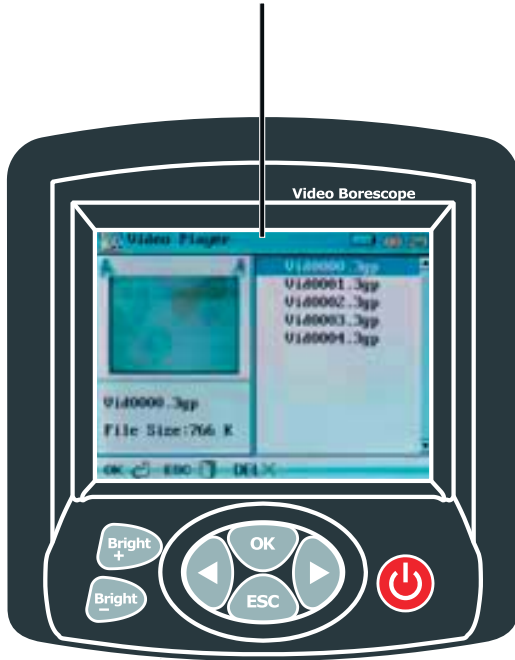 Video Borescope
Video Player
Vid0000.3gp
Vid0001.3gp
Vid0002.3gp
Vid0003.3gp
Vid0004.3gp
Vid0000.3gp
File Size:766 K
OK ESC DEL
Bright
+
OK
Bright
-
ESC